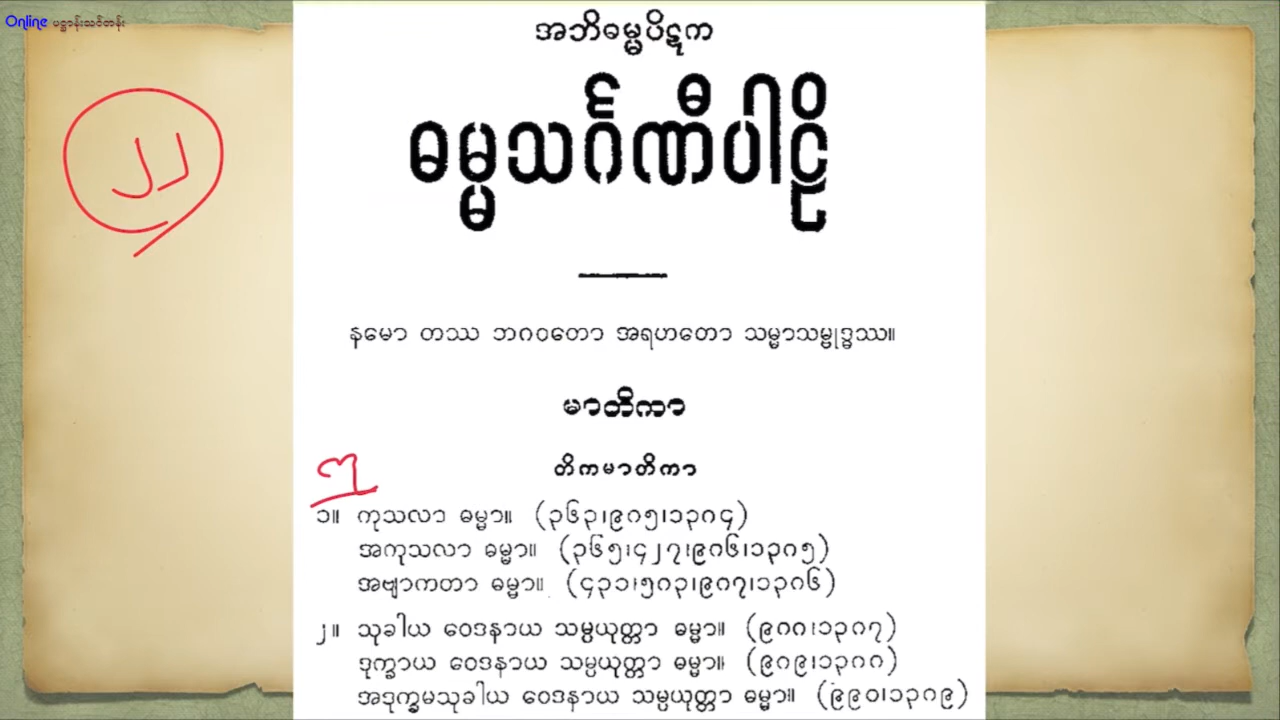 Online ပဋ္ဌာန်းသင်တန်း
အဘိဓမ္မပိဋက
ဓမ္မသင်္ဂဏီပါဠိ
၂၂
နမော တဿ ဘဂဝတော အရဟတော သမ္မာသမ္ဗုဒ္ဓဿ။
မာတိကာ
တိကမာတိကာ
၁။ ကုသလာ ဓမ္မာ။ (၃၆၃၊၉၈၅၊၁၃၈၄)
အကုသလာ ဓမ္မာ။ (၃၆၅၊၄၂၇၊၉၈၆၊၁၃၈၅)
အဗျာကတာ ဓမ္မာ။ (၄၃၁၊၅၈၃၊၉၈၇၊၁၃၈၆)
၂။ သုခါယ ဝေဒနာယ သမ္ပယုတ္တာ ဓမ္မာ။ (၉၈၈၊၁၃၈၇)
ဒုက္ခာယ ဝေဒနာယ သမ္ပယုတ္တာ ဓမ္မာ။ (၉၈၉၊၁၃၈၈)
အဒုက္ခမသုခါယ ဝေဒနာယ သမ္ပယုတ္တာ ဓမ္မာ။ (၉၉၀၊၁၃၈၉)